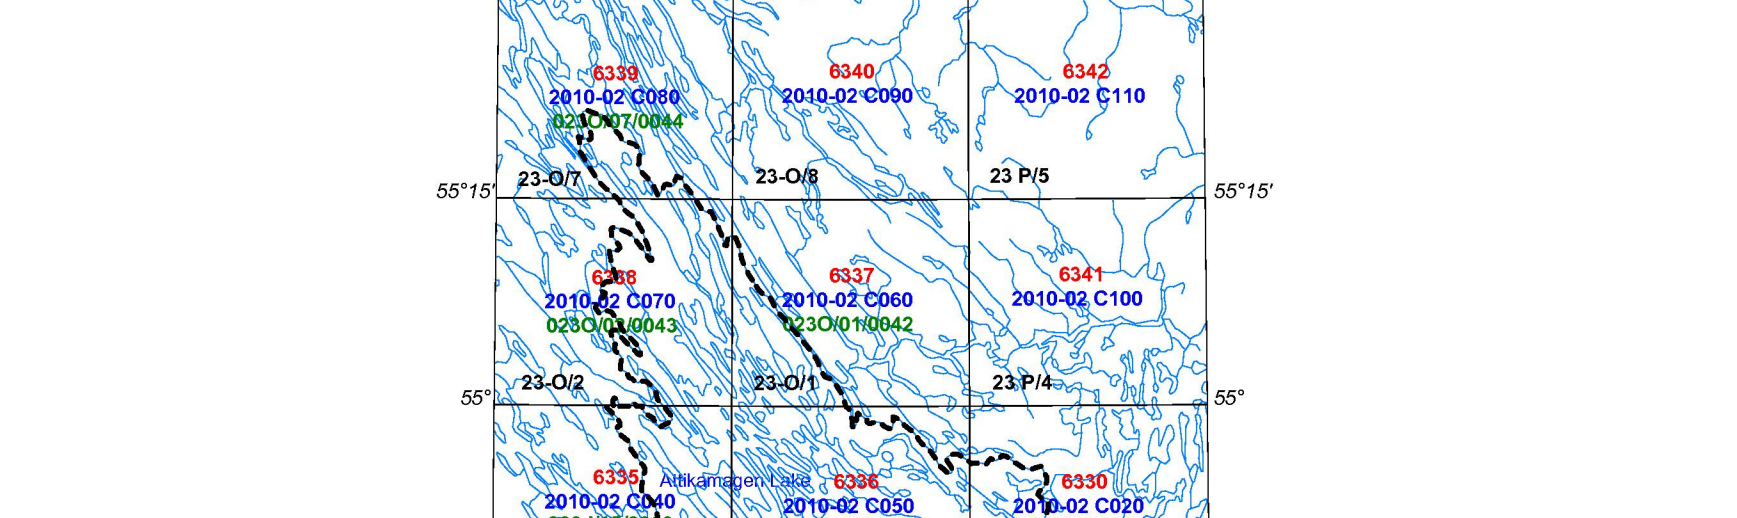 6339
2010-02 C080
023O/07/0044
6340
2010-02 C090
6342
2010-02 C110
55°15'
23-O/7
23-O/8
23 P/5
55°15'
6338
2010-02 C070
023O/02/0043
6337
2010-02 C060
023O/01/0042
6341
2010-02 C100
55°
23-O/2
23-O/1
23 P/4
55°
6335
2010-02 C040
Attikamagen Lake
6336
2010-02 C050
6330
2010-02 C020